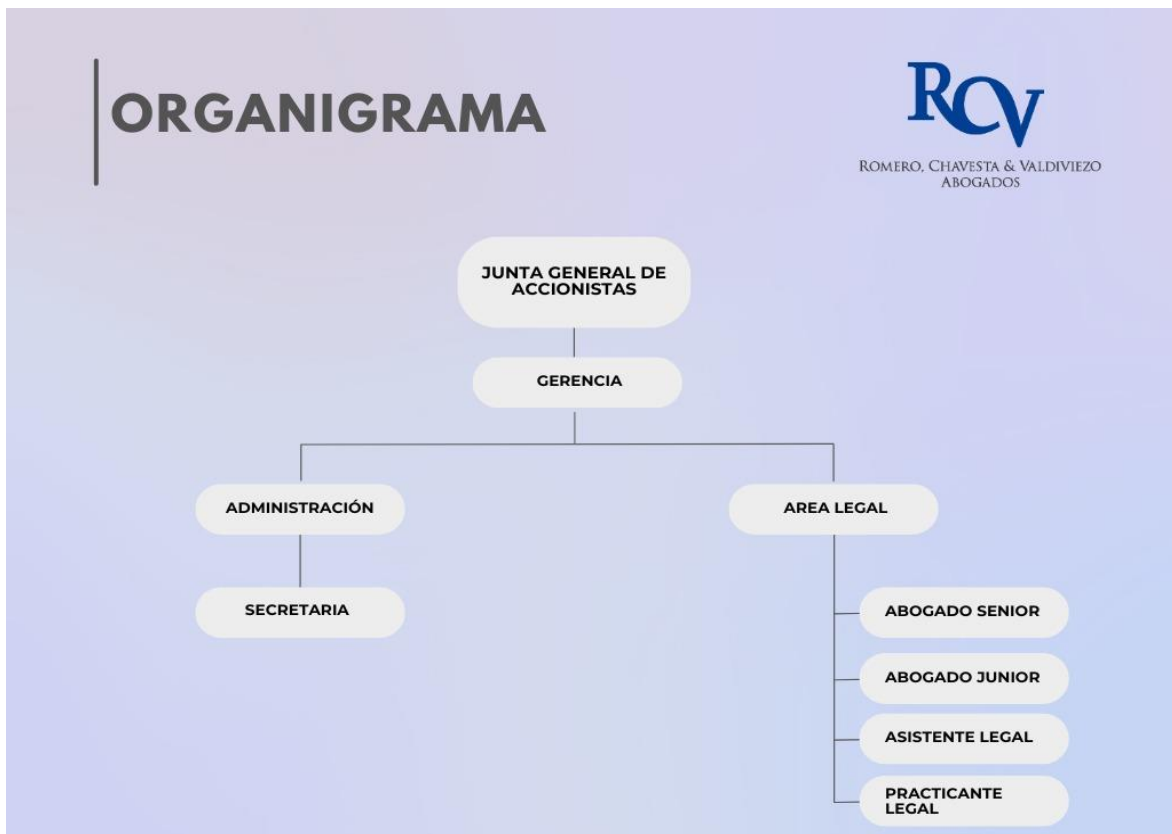 ORGANIGRAMA
RCV
ROMERO, CHAVESTA & VALDIVIEZO
ABOGADOS
JUNTA GENERAL DE
ACCIONISTAS
GERENCIA
ADMINISTRACIÓN
AREA LEGAL
SECRETARIA
ABOGADO SENIOR
ABOGADO JUNIOR
ASISTENTE LEGAL
PRACTICANTE
LEGAL